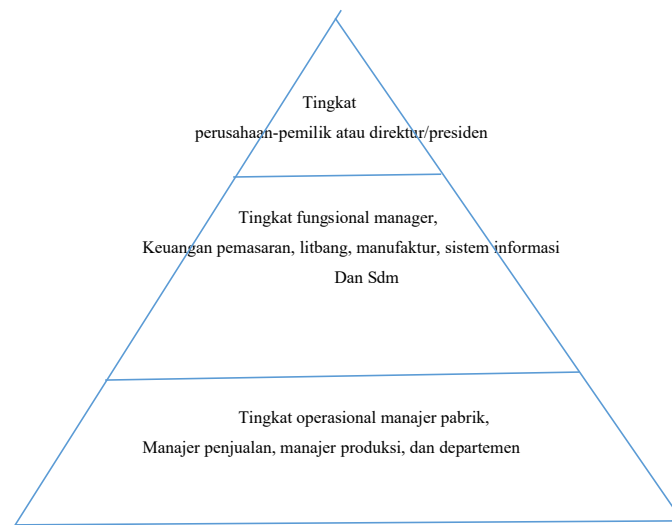 Tingkat
perusahaan-pemilik atau direktur/presiden
Tingkat fungsional manager,
Keuangan pemasaran, litbang, manufaktur, sistem informasi
Dan Sdm
Tingkat operasional manajer pabrik,
Manajer penjualan, manajer produksi, dan departemen